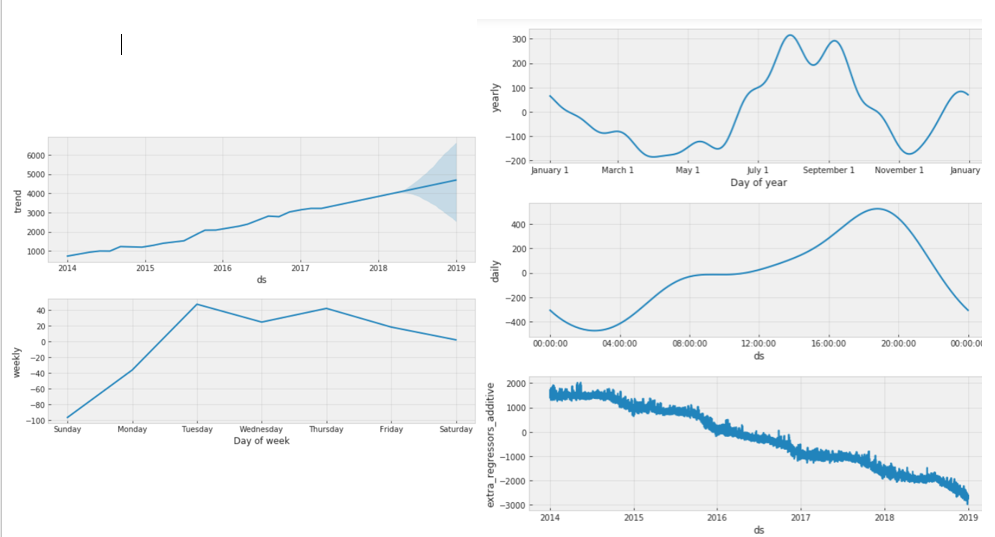 trend
6000
5000
4000
3000
2000
1000
2014 2015 2016 2017 2018 2019
ds
weekly
40
20
0
−20
−40
−60
−80
−100
Sunday Monday Tuesday Wednesday Thursday Friday Saturday
Day of week
yearly
300
200
100
0
−100
−200
January 1 March 1 May 1 July 1 September 1 November 1 January
Day of year
daily
400
200
0
−200
−400
00:00:00 04:00:00 08:00:00 12:00:00 16:00:00 20:00:00 00:00:0
ds
extra_regressors_additive
2000
1000
0
−1000
−2000
−3000
2014 2015 2016 2017 2018 2019
ds